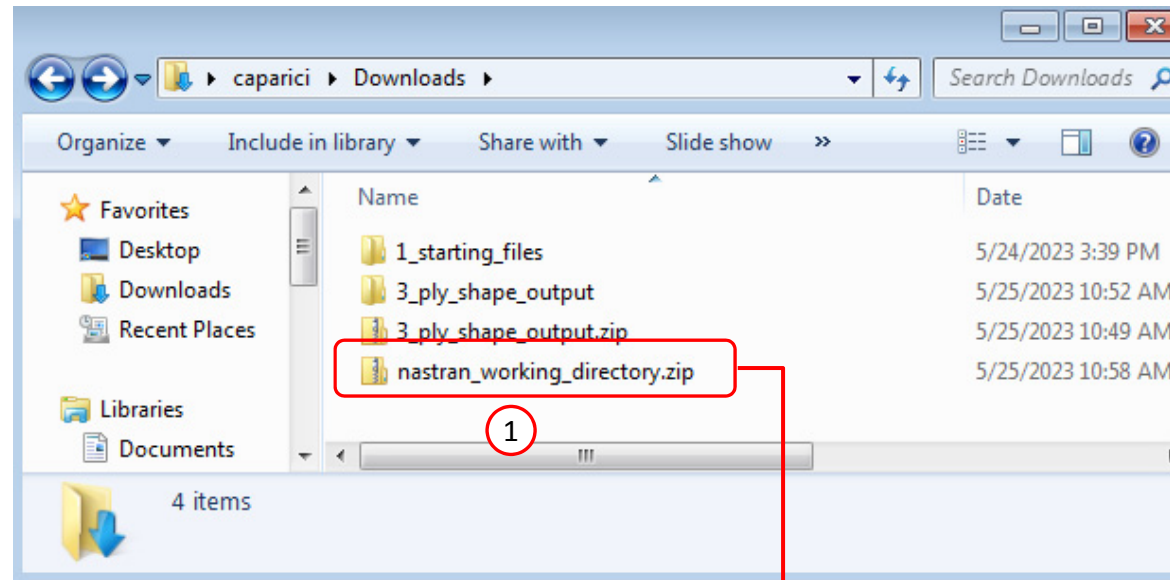 caparici Downloads Search Downloads
Organize Include in library Share with Slide show »
Favorites
Desktop
Downloads
Recent Places
Libraries
Documents
Name Date
1_starting_files 5/24/2023 3:39 PM
3_ply_shape_output 5/25/2023 10:52 AM
3_ply_shape_output.zip 5/25/2023 10:49 AM
nastran_working_directory.zip 5/25/2023 10:58 AM
1
4 items